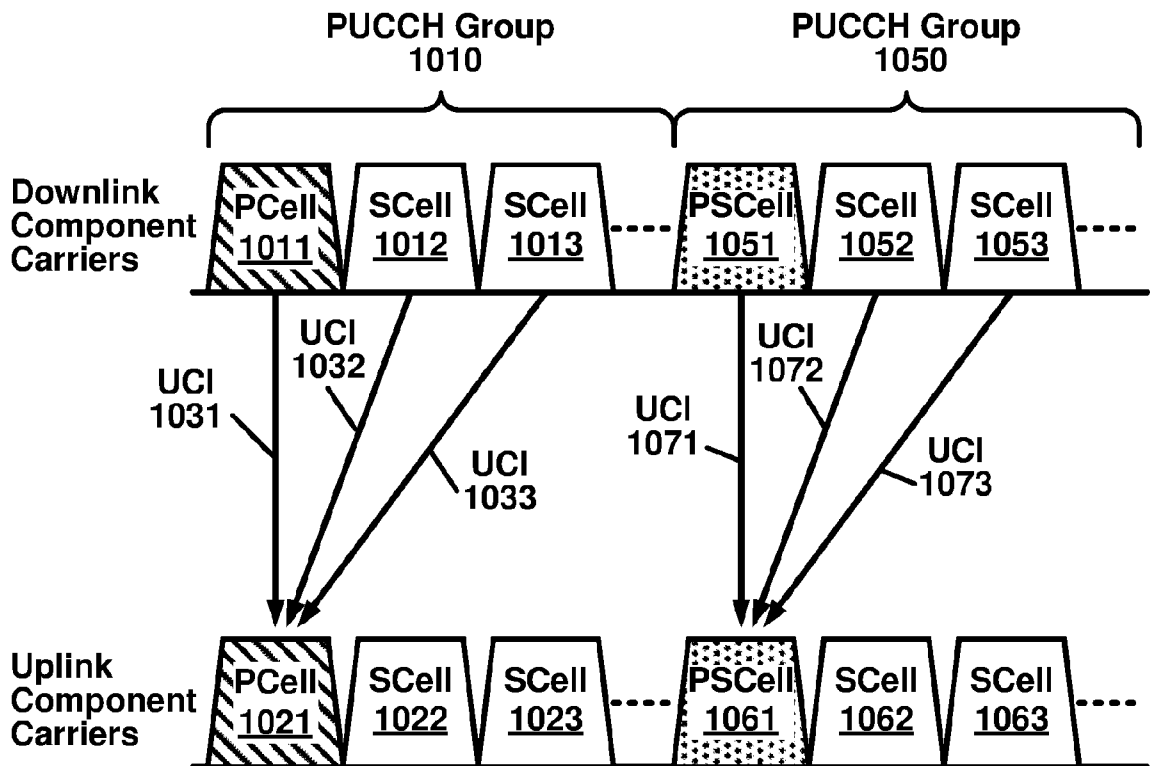 PUCCH Group
1010
PUCCH Group
1050
Downlink
Component
Carriers
PCell
1011
SCell
1012
SCell
1013
PSCell
1051
SCell
1052
SCell
1053
UCI
1031
UCI
1032
UCI
1033
UCI
1071
UCI
1072
UCI
1073
Uplink
Component
Carriers
PCell
1021
SCell
1022
SCell
1023
PSCell
1061
SCell
1062
SCell
1063